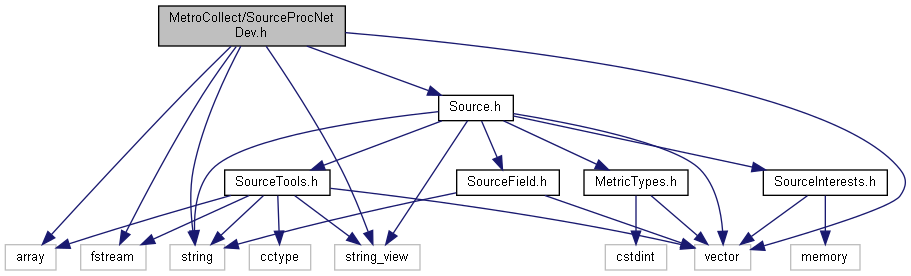 MetroCollect/SourceProcNet
Dev.h
Source.h
SourceTools.h
SourceField.h
MetricTypes.h
SourceInterests.h
array
fstream
string
cctype
string_view
cstdint
vector
memory